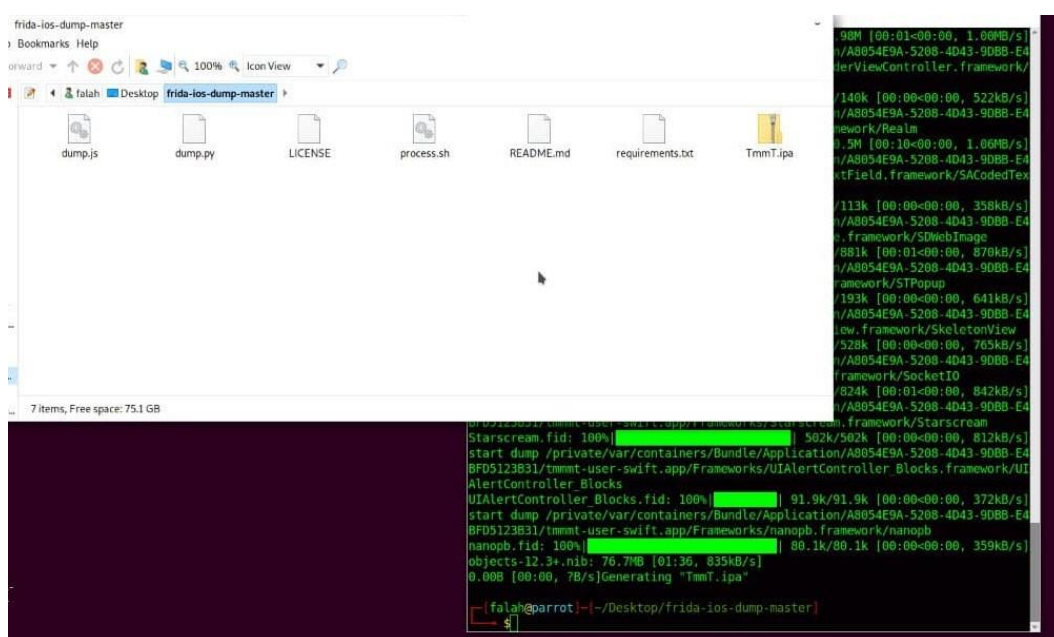 frida-ios-dump-master
Bookmarks Help
100% Icon View
falah Desktop frida-ios-dump-master
dump.js dump.py LICENSE process.sh README.md requirements.txt TmmT.ipa
7 items, Free space: 75.1 GB
.98M [00:01<00:00, 1.00MB/s]
n/A8054E9A-5208-4D43-9DBB-E4
derViewController.framework/
/140k [00:00<00:00, 522kB/s]
n/A8054E9A-5208-4D43-9DBB-E4
mework/Realm
0.5M [00:10<00:00, 1.06MB/s]
n/A8054E9A-5208-4D43-9DBB-E4
xtField.framework/SACodedTex
/113k [00:00<00:00, 358kB/s]
n/A8054E9A-5208-4D43-9DBB-E4
e.framework/SDWebImage
/881k [00:01<00:00, 870kB/s]
n/A8054E9A-5208-4D43-9DBB-E4
ramework/STPopup
/193k [00:00<00:00, 641kB/s]
n/A8054E9A-5208-4D43-9DBB-E4
iew.framework/SkeletonView
/528k [00:00<00:00, 765kB/s]
n/A8054E9A-5208-4D43-9DBB-E4
framework/SocketIO
/824k [00:01<00:00, 842kB/s]
n/A8054E9A-5208-4D43-9DBB-E4
BFD5123B31/tmmmt-user-swift.app/Frameworks/Starscream.framework/Starscream
Starscream.fid: 100%| | 502k/502k [00:00<00:00, 812kB/s]
start dump /private/var/containers/Bundle/Application/A8054E9A-5208-4D43-9DBB-E4
BFD5123B31/tmmmt-user-swift.app/Frameworks/UIAlertController_Blocks.framework/UI
AlertController_Blocks
UIAlertController_Blocks.fid: 100%| | 91.9k/91.9k [00:00<00:00, 372kB/s]
start dump /private/var/containers/Bundle/Application/A8054E9A-5208-4D43-9DBB-E4
BFD5123B31/tmmmt-user-swift.app/Frameworks/nanopb.framework/nanopb
nanopb.fid: 100%| | 80.1k/80.1k [00:00<00:00, 359kB/s]
objects-12.3+.nib: 76.7MB [01:36, 835kB/s]
0.00B [00:00, ?B/s]Generating "TmmT.ipa"
[falah@parrot]-[~/Desktop/frida-ios-dump-master]
$